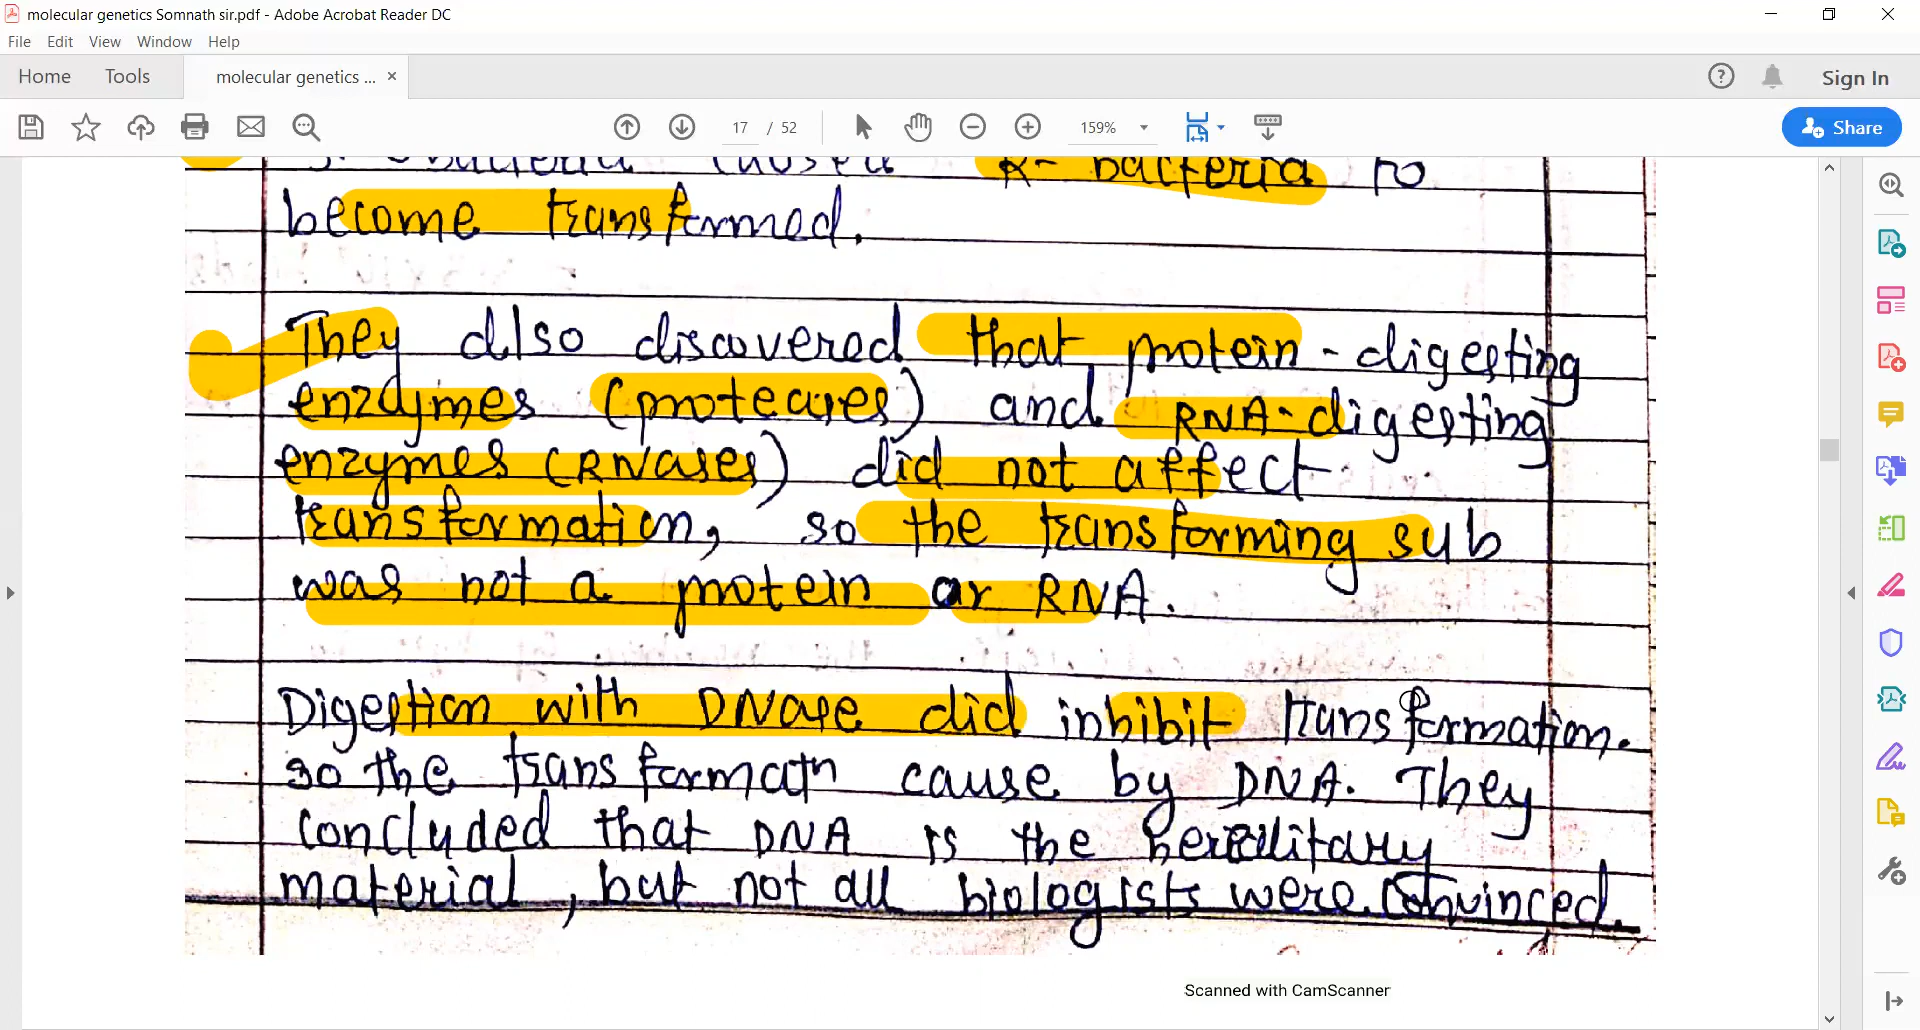 molecular genetics Somnath sir.pdf - Adobe Acrobat Reader DC
File Edit View Window Help
Home Tools molecular genetics ... × Sign In
17 / 52 159% Share
R- bacteria to
become transformed.
They also discovered that protein-digesting
enzdymes (proteases) and RNA-digesting
enzymes (RNases) did not affect
transformation, so the transforming sub
was not a protein or RNA.
Digestion with DNase did inhibit transformation.
so the transformatn cause by DNA. They
concluded that DNA is the hereditary
material, but not all biologists were convinced.
Scanned with CamScanner